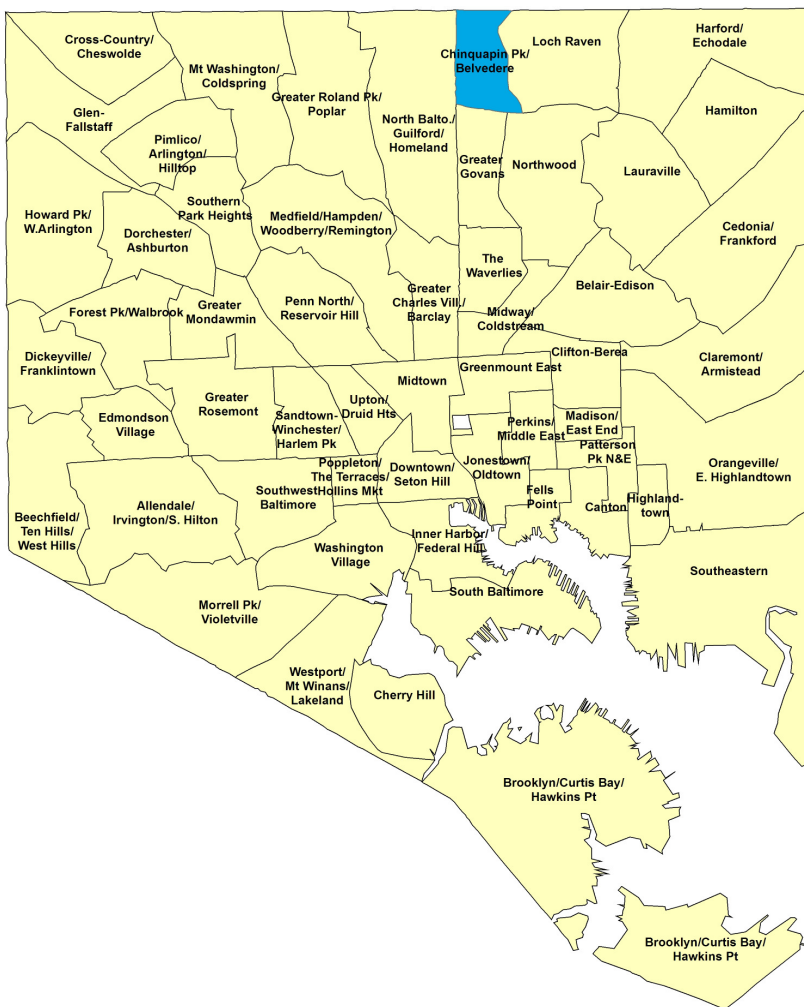 Cross-Country/
Cheswolde
Mt Washington/
Coldspring
Greater Roland Pk/
Poplar
North Balto./
Guilford/
Homeland
Chinquapin Pk/
Belvedere
Loch Raven
Harford/
Echodale
Glen-
Fallstaff
Pimlico/
Arlington/
Hilltop
Greater
Govans
Northwood
Lauraville
Hamilton
Howard Pk/
W.Arlington
Dorchester/
Ashburton
Southern
Park Heights
Medfield/Hampden/
Woodberry/Remington
Cedonia/
Frankford
The
Waverlies
Belair-Edison
Forest Pk/Walbrook
Greater
Mondawmin
Penn North/
Reservoir Hill
Greater
Charles Vill./
Barclay
Midway/
Coldstream
Dickeyville/
Franklintown
Greenmount East
Clifton-Berea
Claremont/
Armistead
Midtown
Edmondson
Village
Greater
Rosemont
Sandtown-
Winchester/
Harlem Pk
Upton/
Druid Hts
Perkins/
Middle East
Madison/
East End
Patterson
Pk N&E
Poppleton/
The Terraces/
Hollins Mkt
Downtown/
Seton Hill
Jonestown/
Oldtown
Orangeville/
E. Highlandtown
Beechfield/
Ten Hills/
West Hills
Allendale/
Irvington/S. Hilton
Southwest
Baltimore
Fells
Point
Canton
Highland-
town
Washington
Village
Inner Harbor/
Federal Hill
Southeastern
Morrell Pk/
Violetville
South Baltimore
Westport/
Mt Winans/
Lakeland
Cherry Hill
Brooklyn/Curtis Bay/
Hawkins Pt
Brooklyn/Curtis Bay/
Hawkins Pt